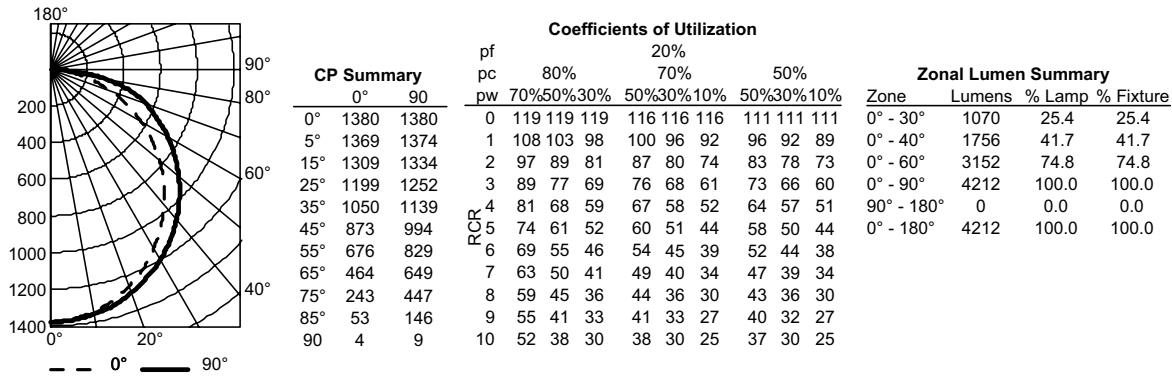 180°
90°
80°
60°
40°
20°
0°
200
400
600
800
1000
1200
1400
0° 90°
CP Summary
0° 90
0° 1380 1380
5° 1369 1374
15° 1309 1334
25° 1199 1252
35° 1050 1139
45° 873 994
55° 676 829
65° 464 649
75° 243 447
85° 53 146
90 4 9
Coefficients of Utilization
pf 20%
pc 80% 70% 50%
pw 70%50%30% 50%30%10% 50%30%10%
RCR
0 119 119 119 116 116 116 111 111 111
1 108 103 98 100 96 92 96 92 89
2 97 89 81 87 80 74 83 78 73
3 89 77 69 76 68 61 73 66 60
4 81 68 59 67 58 52 64 57 51
5 74 61 52 60 51 44 58 50 44
6 69 55 46 54 45 39 52 44 38
7 63 50 41 49 40 34 47 39 34
8 59 45 36 44 36 30 43 36 30
9 55 41 33 41 33 27 40 32 27
10 52 38 30 38 30 25 37 30 25
Zonal Lumen Summary
Zone Lumens % Lamp % Fixture
0° - 30° 1070 25.4 25.4
0° - 40° 1756 41.7 41.7
0° - 60° 3152 74.8 74.8
0° - 90° 4212 100.0 100.0
90° - 180° 0 0.0 0.0
0° - 180° 4212 100.0 100.0